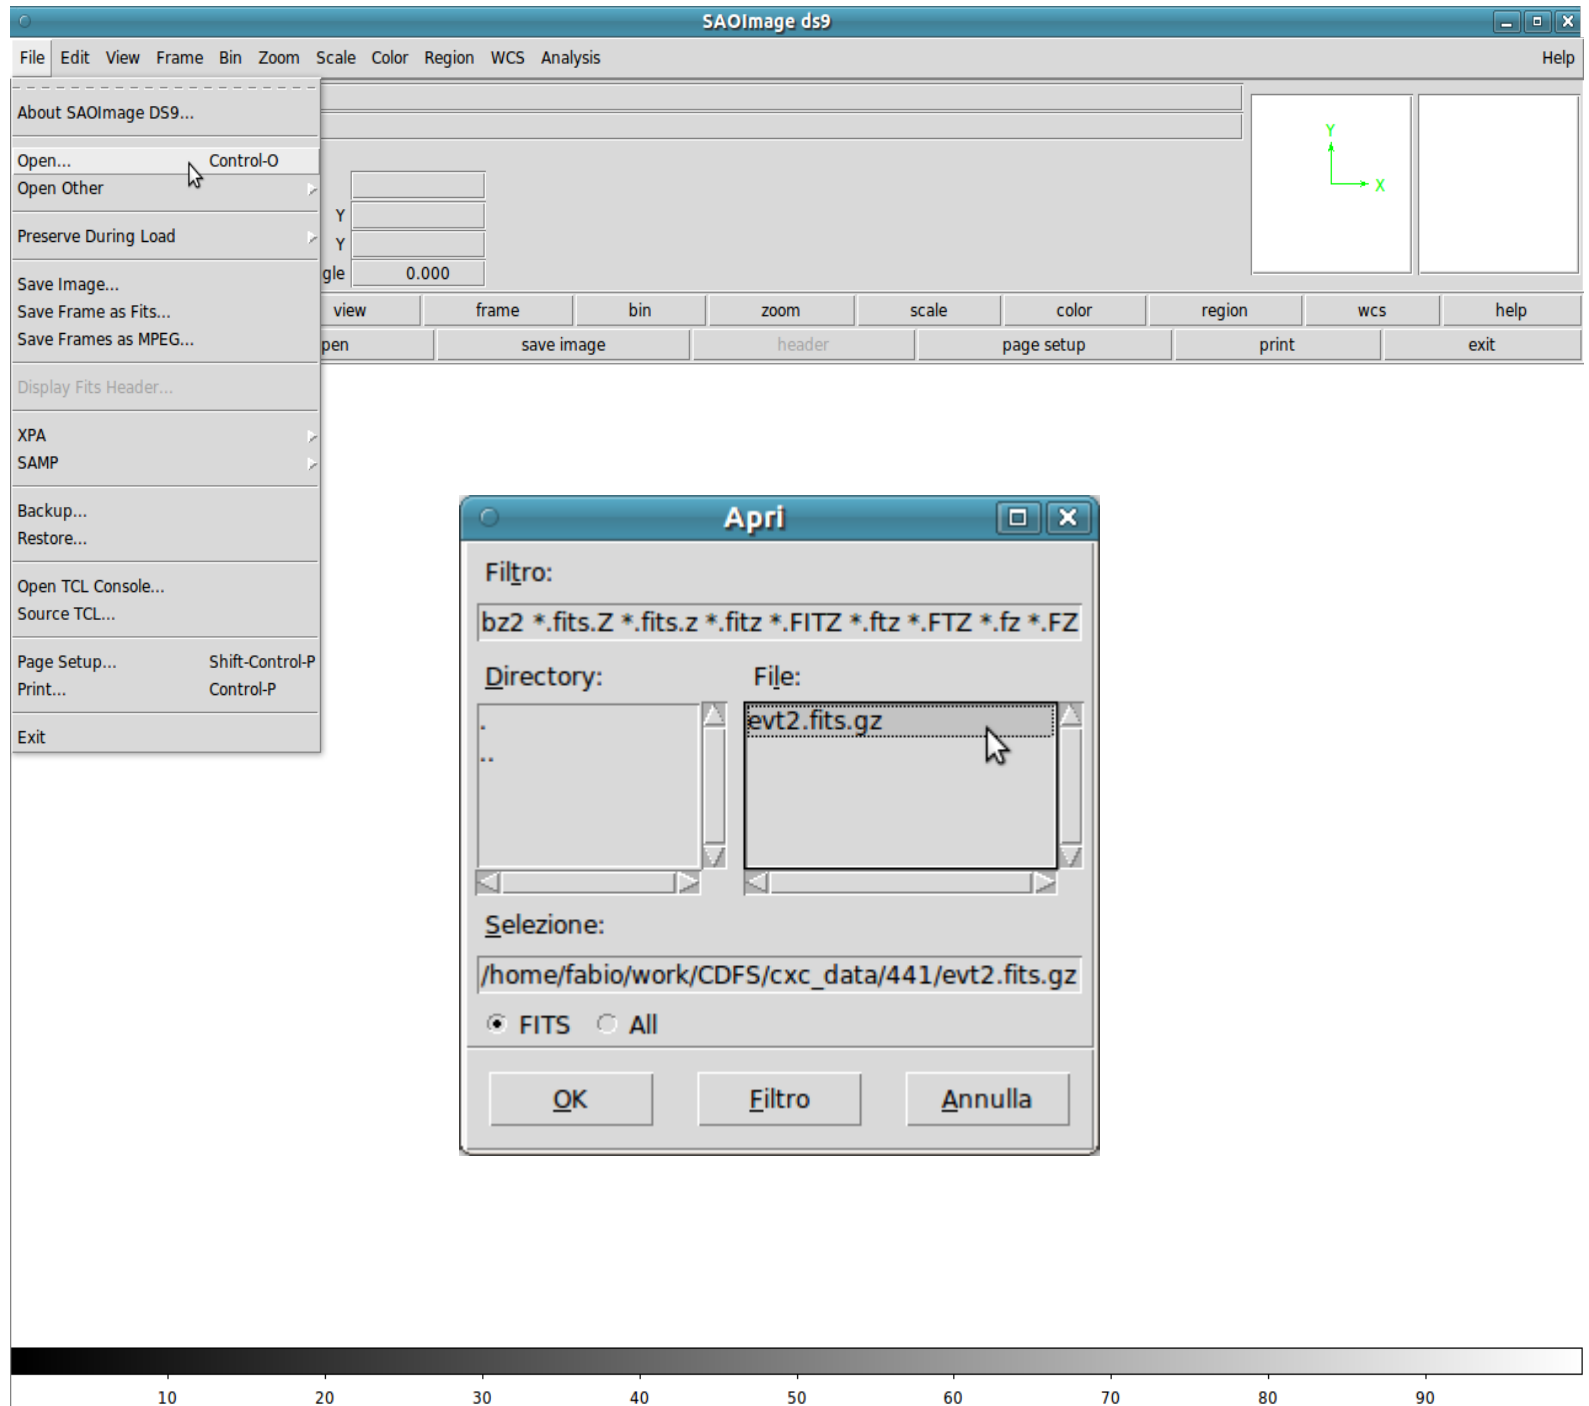 SAOImage ds9
File Edit View Frame Bin Zoom Scale Color Region WCS Analysis Help
About SAOImage DS9...
Open... Control-O
Open Other
Preserve During Load
Save Image...
Save Frame as Fits...
Save Frames as MPEG...
Display Fits Header...
XPA
SAMP
Backup...
Restore...
Open TCL Console...
Source TCL...
Page Setup... Shift-Control-P
Print... Control-P
Exit
Y
Y
gle 0.000
Y
X
view frame bin zoom scale color region wcs help
pen save image header page setup print exit
Apri
Filtro:
bz2 *.fits.Z *.fits.z *.fitz *.FITZ *.ftz *.FTZ *.fz *.FZ
Directory: File:
. evt2.fits.gz
..
Selezione:
/home/fabio/work/CDFS/cxc_data/441/evt2.fits.gz
FITS All
OK Filtro Annulla
10 20 30 40 50 60 70 80 90